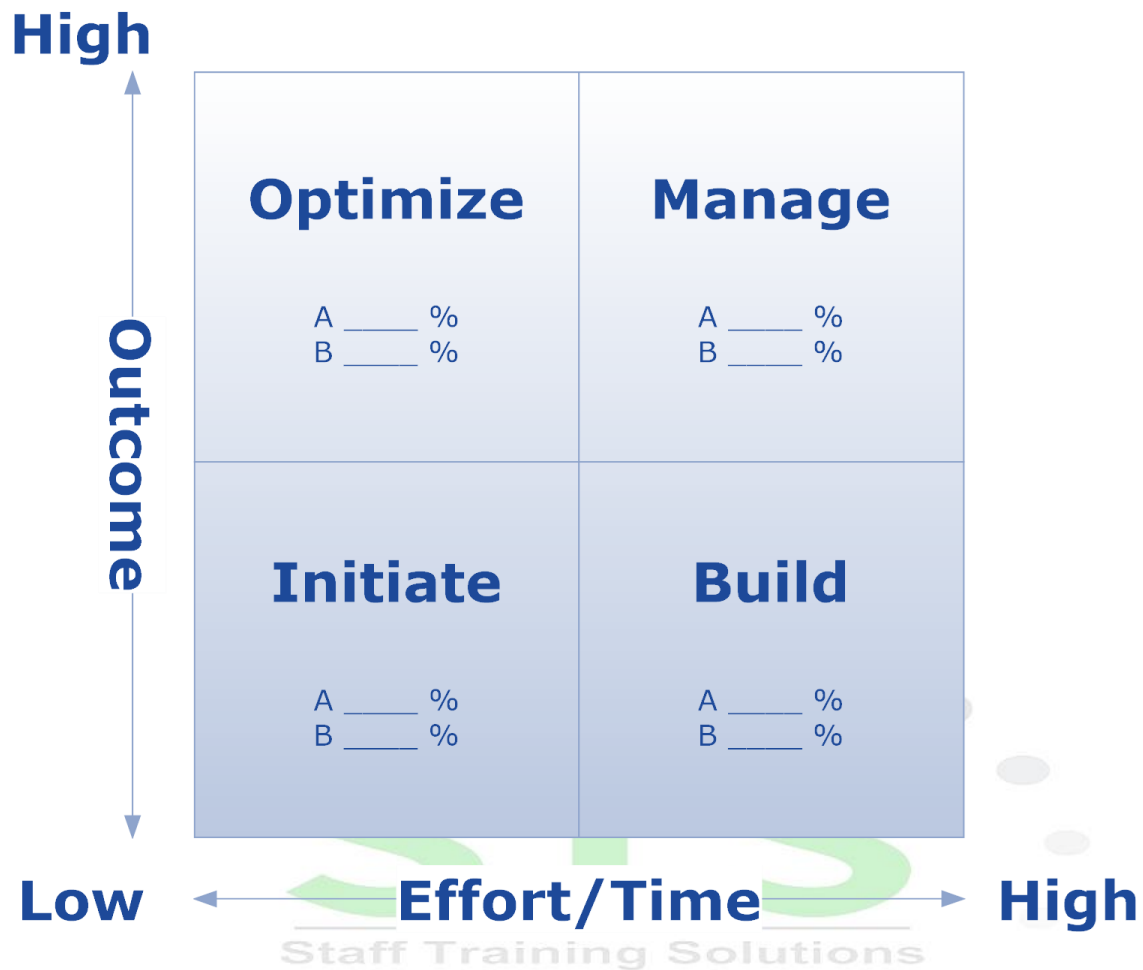 High
Optimize
Manage
A _____ %
B _____ %
A _____ %
B _____ %
Outcome
Initiate
Build
A _____ %
B _____ %
A _____ %
B _____ %
Low
Effort/Time
High
Staff Training Solutions